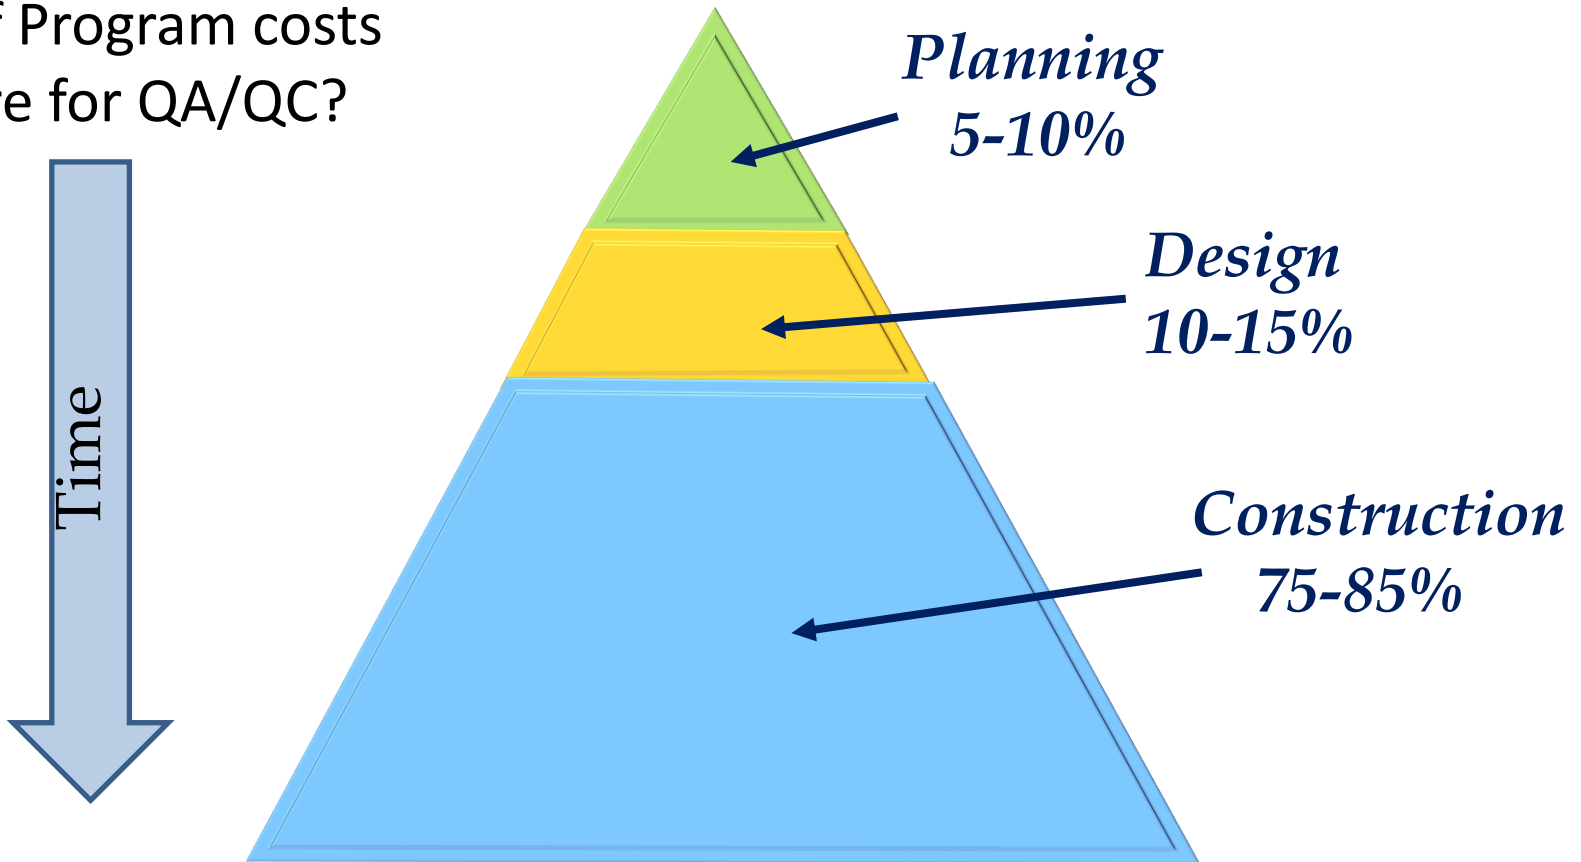 Program costs
for QA/QC?
Planning
5-10%
Design
10-15%
Time
Construction
75-85%